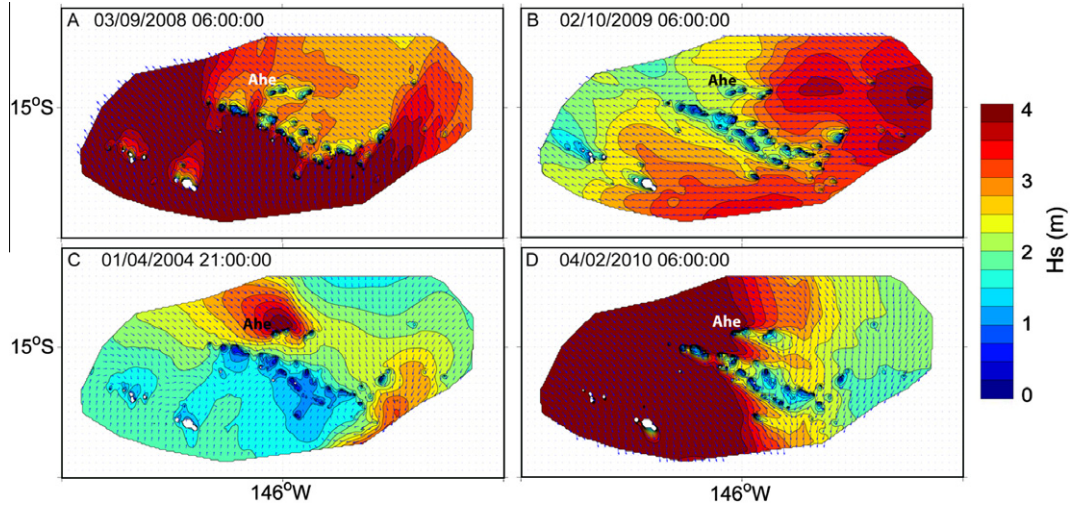 A 03/09/2008 06:00:00
Ahe
15°S
B 02/10/2009 06:00:00
Ahe
C 01/04/2004 21:00:00
Ahe
15°S
146°W
D 04/02/2010 06:00:00
Ahe
146°W
4
3
2
1
0
Hs (m)